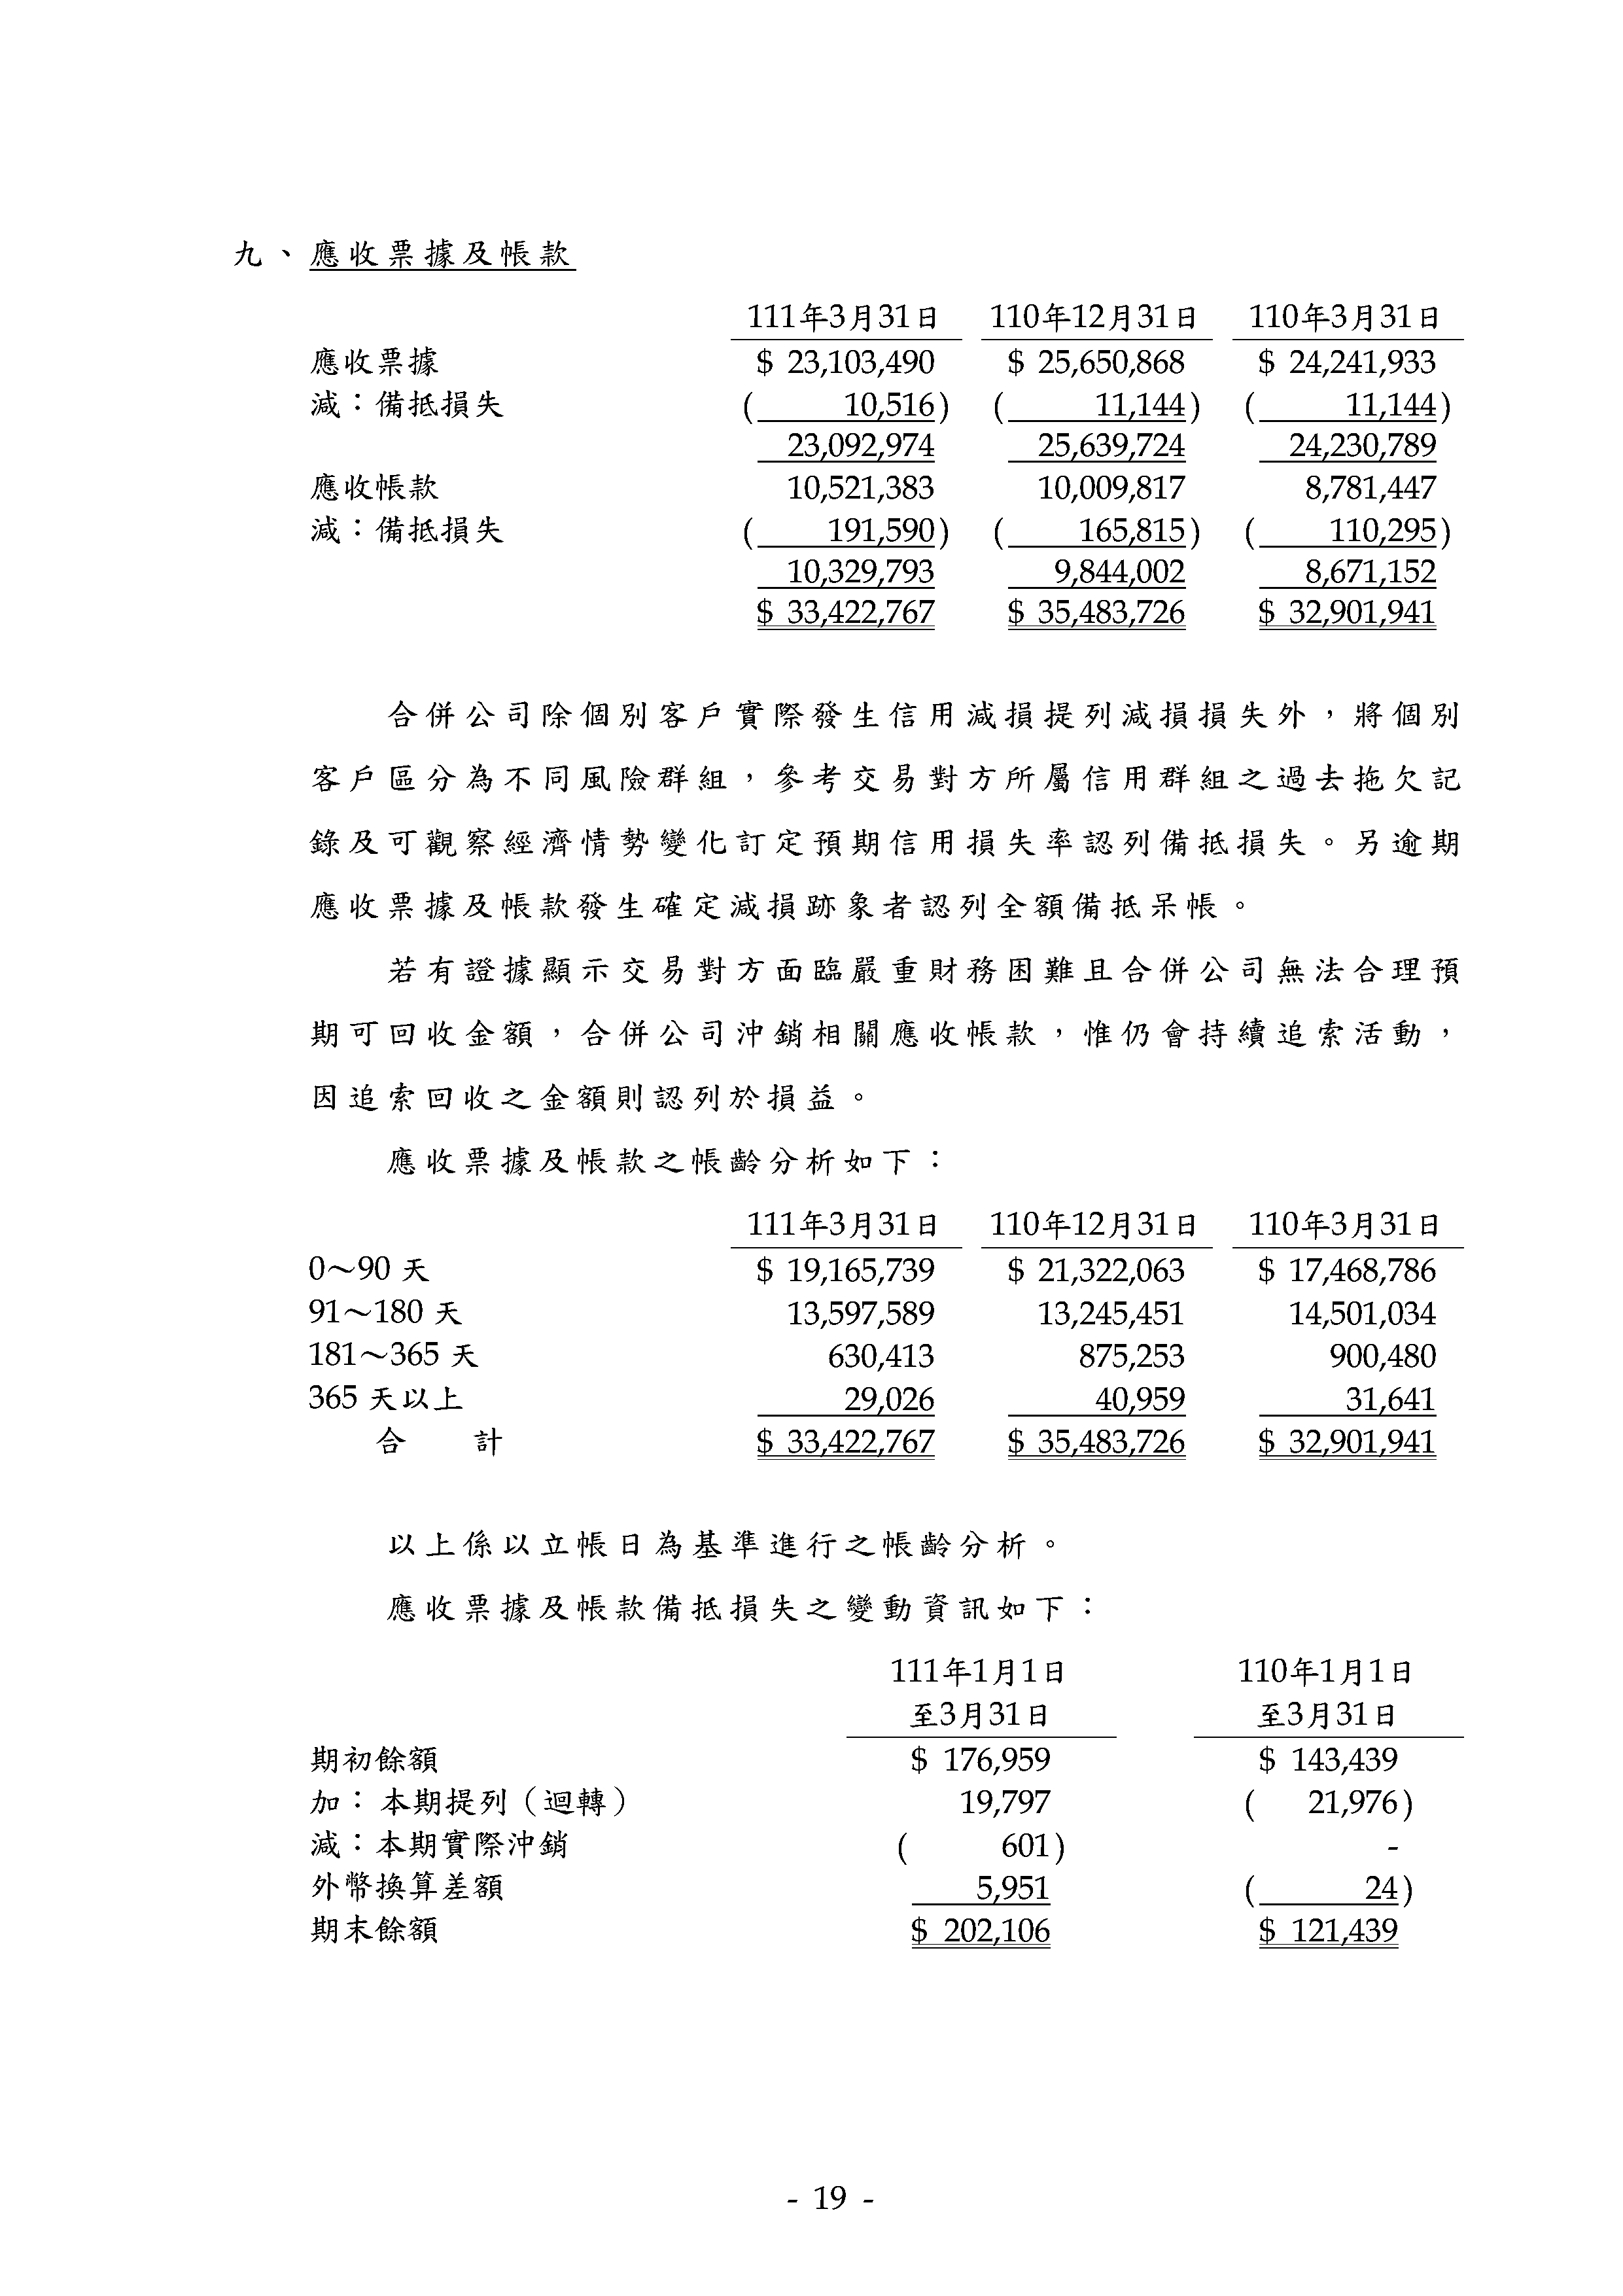 九、應收票據及帳款
111年3月31日 110年12月31日 110年3月31日
應收票據 $ 23,103,490 $ 25,650,868 $ 24,241,933
減：備抵損失 ( 10,516) ( 11,144) ( 11,144)
23,092,974 25,639,724 24,230,789
應收帳款 10,521,383 10,009,817 8,781,447
減：備抵損失 ( 191,590) ( 165,815) ( 110,295)
10,329,793 9,844,002 8,671,152
$ 33,422,767 $ 35,483,726 $ 32,901,941
合併公司除個別客戶實際發生信用減損提列減損損失外，將個別
客戶區分為不同風險群組，參考交易對方所屬信用群組之過去拖欠記
錄及可觀察經濟情勢變化訂定預期信用損失率認列備抵損失。另逾期
應收票據及帳款發生確定減損跡象者認列全額備抵呆帳。
若有證據顯示交易對方面臨嚴重財務困難且合併公司無法合理預
期可回收金額，合併公司沖銷相關應收帳款，惟仍會持續追索活動，
因追索回收之金額則認列於損益。
應收票據及帳款之帳齡分析如下：
111年3月31日 110年12月31日 110年3月31日
0～90 天 $ 19,165,739 $ 21,322,063 $ 17,468,786
91～180 天 13,597,589 13,245,451 14,501,034
181～365 天 630,413 875,253 900,480
365 天以上 29,026 40,959 31,641
合　　計 $ 33,422,767 $ 35,483,726 $ 32,901,941
以上係以立帳日為基準進行之帳齡分析。
應收票據及帳款備抵損失之變動資訊如下：
111年1月1日 110年1月1日
至3月31日 至3月31日
期初餘額 $ 176,959 $ 143,439
加：本期提列（迴轉） 19,797 ( 21,976)
減：本期實際沖銷 ( 601) -
外幣換算差額 5,951 ( 24)
期末餘額 $ 202,106 $ 121,439
- 19 -